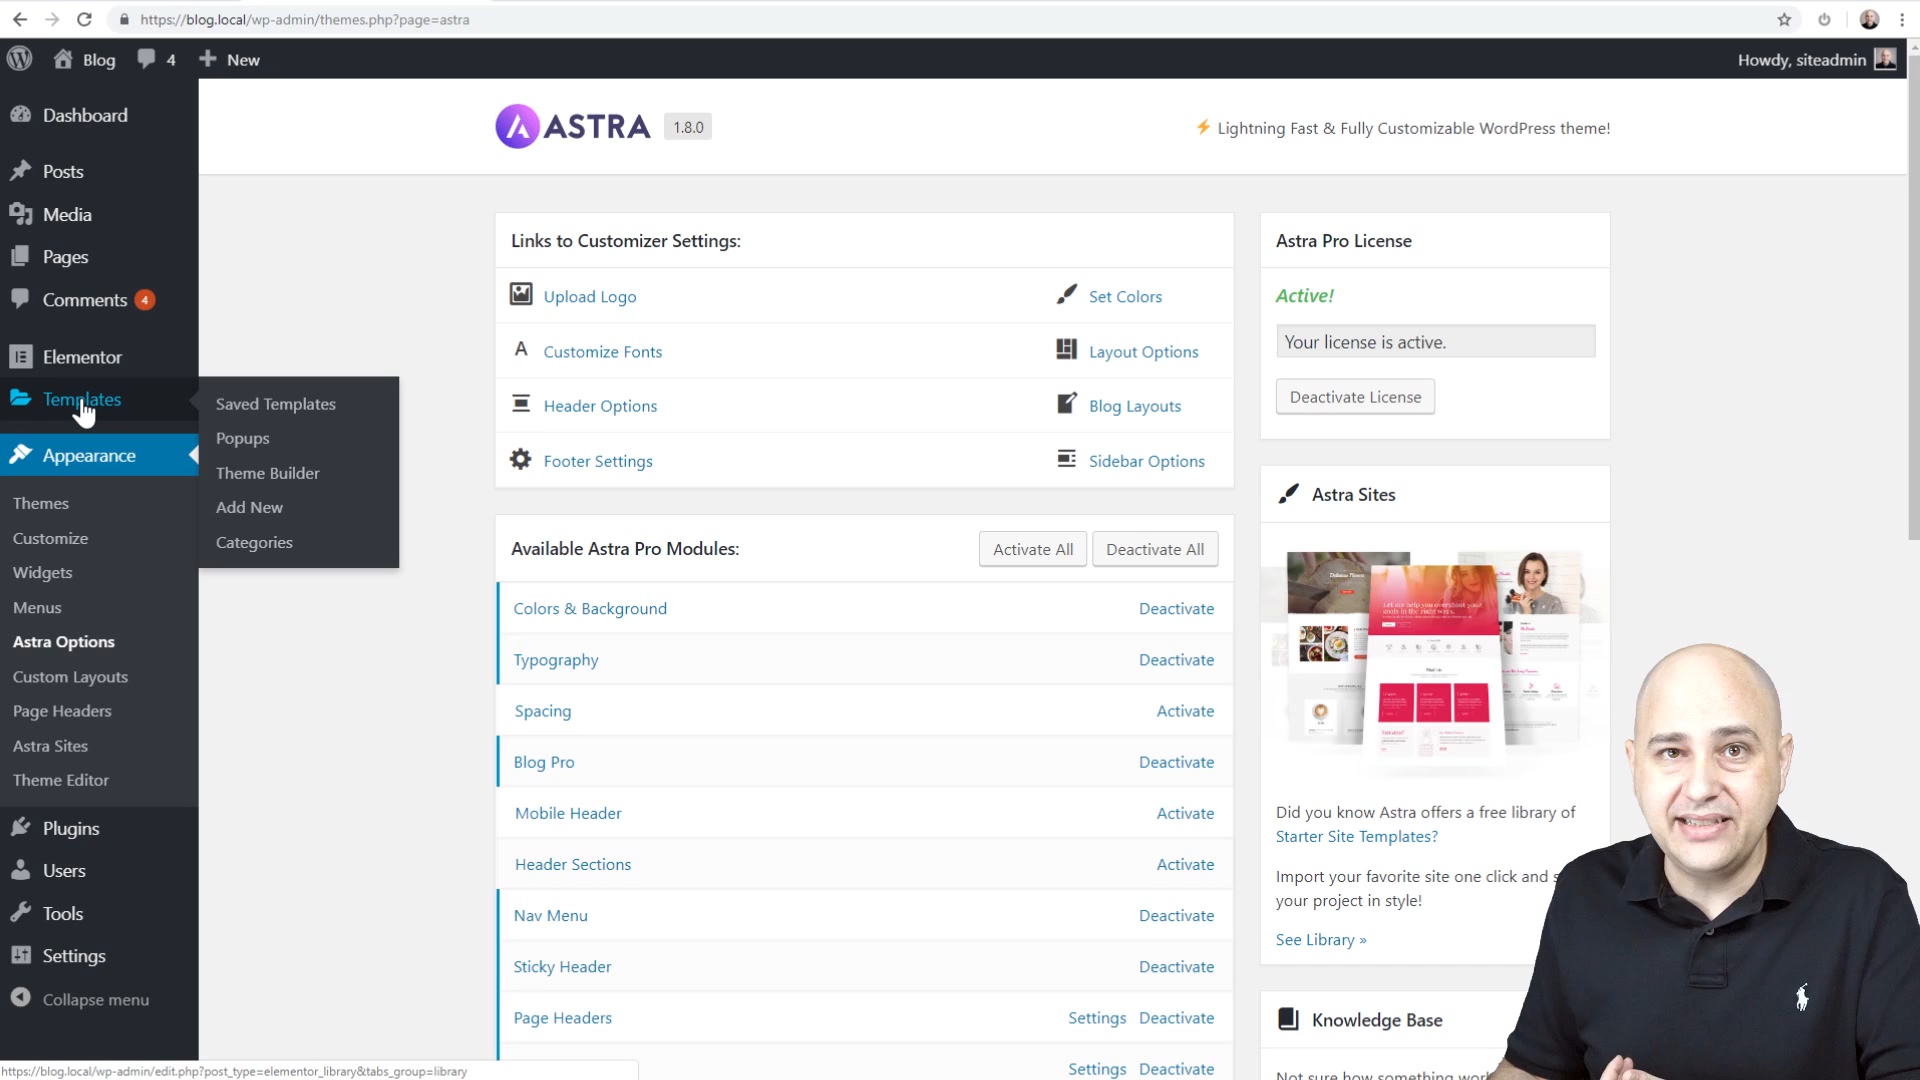 https://blog.local/wp-admin/themes.php?page=astra
Blog
4
New
Howdy, siteadmin
Dashboard
Posts
Media
Pages
Comments 4
Elementor
Templates
Appearance
Themes
Customize
Widgets
Menus
Astra Options
Custom Layouts
Page Headers
Astra Sites
Theme Editor
Plugins
Users
Tools
Settings
Collapse menu
Saved Templates
Popups
Theme Builder
Add New
Categories
ASTRA 1.8.0
Lightning Fast & Fully Customizable WordPress theme!
Links to Customizer Settings:
Upload Logo
Set Colors
Customize Fonts
Layout Options
Header Options
Blog Layouts
Footer Settings
Sidebar Options
Available Astra Pro Modules:
Activate All
Deactivate All
Colors & Background Deactivate
Typography Deactivate
Spacing Activate
Blog Pro Deactivate
Mobile Header Activate
Header Sections Activate
Nav Menu Deactivate
Sticky Header Deactivate
Page Headers Settings Deactivate
Settings Deactivate
Astra Pro License
Active!
Your license is active.
Deactivate License
Astra Sites
Did you know Astra offers a free library of
Starter Site Templates?
Import your favorite site one click and s
your project in style!
See Library »
Knowledge Base
Not sure how something
https://blog.local/wp-admin/edit.php?post_type=elementor_library&tabs_group=library